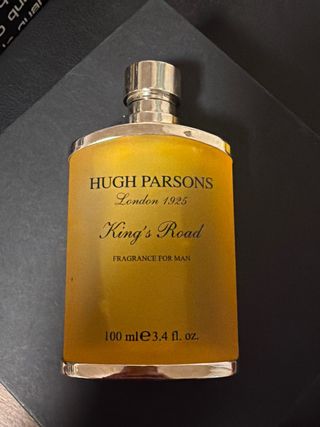 HUGH PARSONS
London 1925
King's Road
FRAGRANCE FOR MAN
100 ml℮3.4 fl. oz.